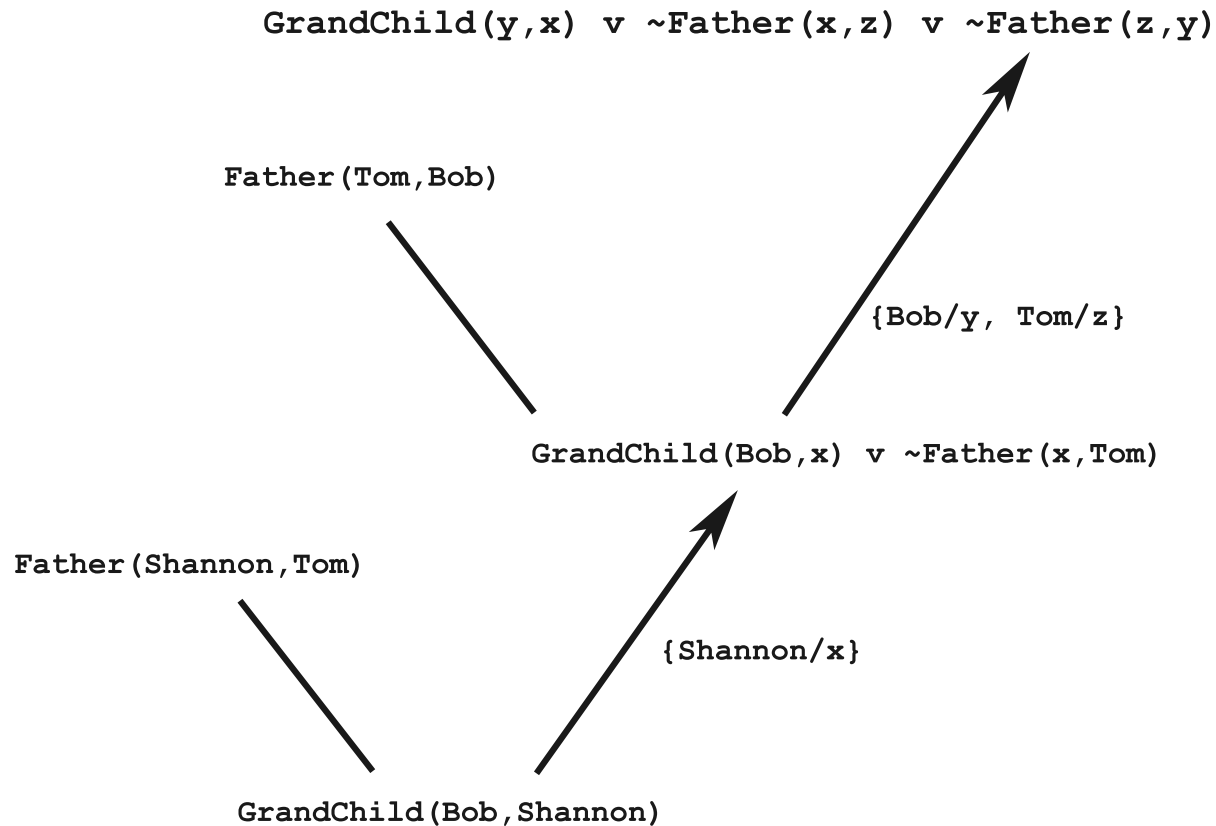 GrandChild(y,x) v ~Father(x,z) v ~Father(z,y)
Father(Tom,Bob)
{Bob/y, Tom/z}
GrandChild(Bob,x) v ~Father(x,Tom)
Father(Shannon,Tom)
{Shannon/x}
GrandChild(Bob,Shannon)